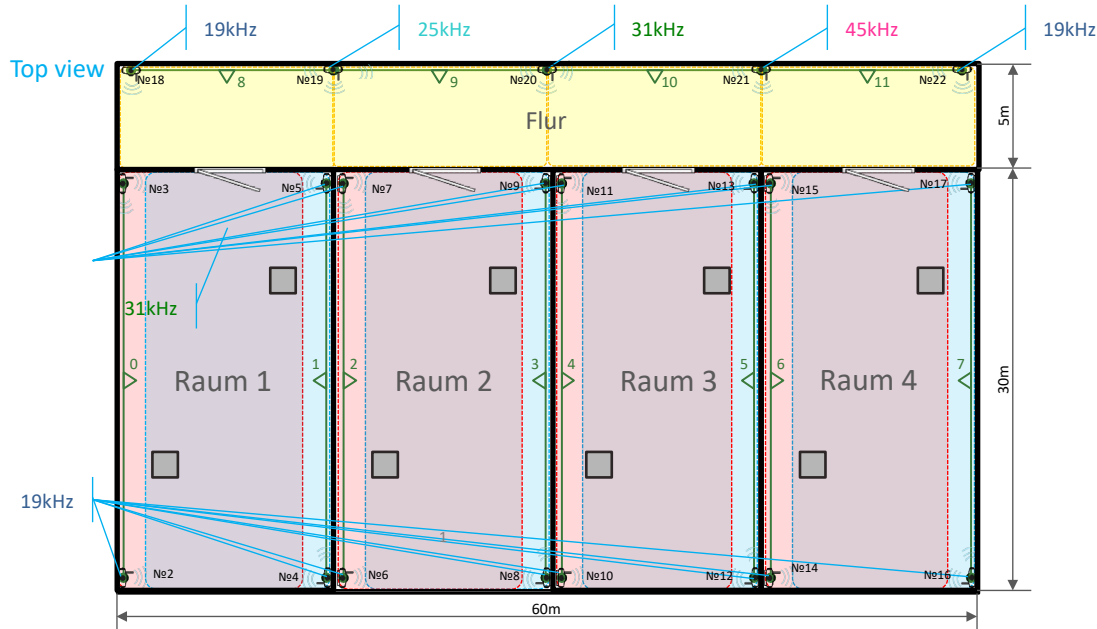 19kHz
25kHz
31kHz
45kHz
19kHz
Top view
№18
8
№19
9
№20
10
№21
11
№22
Flur
5m
№3
№5
№7
№9
№11
№13
№15
№17
31kHz
0
1
2
3
4
5
6
7
Raum 1
Raum 2
Raum 3
Raum 4
30m
19kHz
1
№2
№4
№6
№8
№10
№12
№14
№16
60m